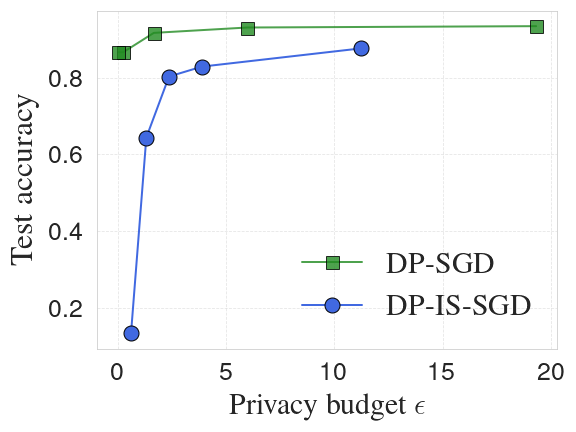 Test accuracy
0.8
0.6
0.4
0.2
DP-SGD
DP-IS-SGD
0 5 10 15 20
Privacy budget ϵ